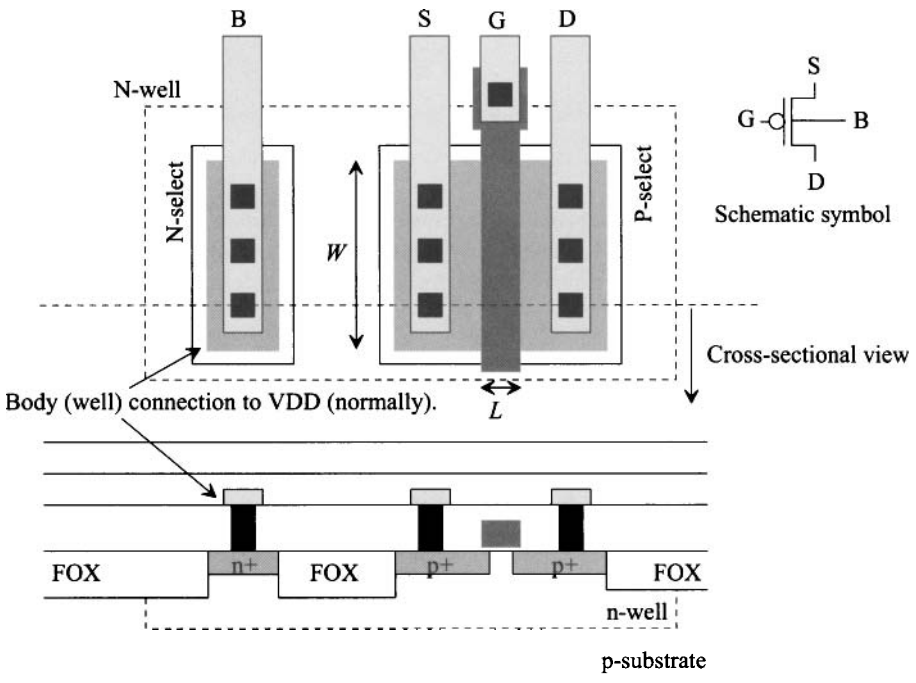 B
S
G
D
N-well
S
G
B
D
Schematic symbol
N-select
P-select
W
Cross-sectional view
L
Body (well) connection to VDD (normally).
FOX
n+
FOX
p+
p+
FOX
n-well
p-substrate